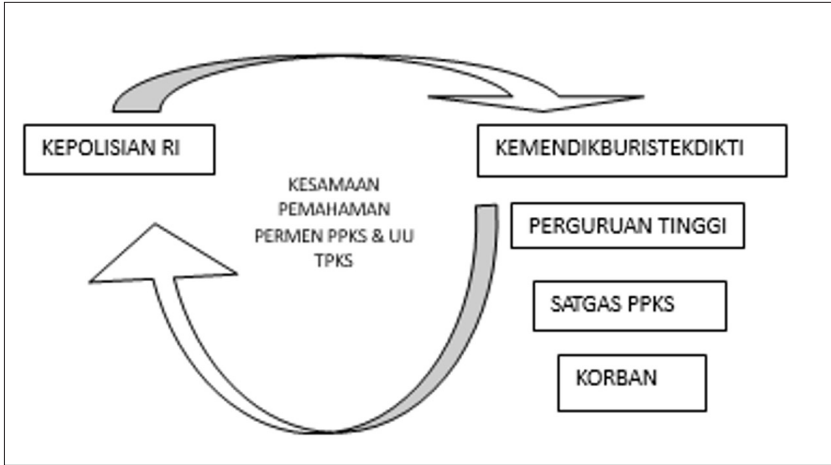 KEPOLISIAN RI
KEMENDIKBURISTEKDIKTI
KESAMAAN
PEMAHAMAN
PERMEN PPKS & UU
TPKS
PERGURUAN TINGGI
SATGAS PPKS
KORBAN